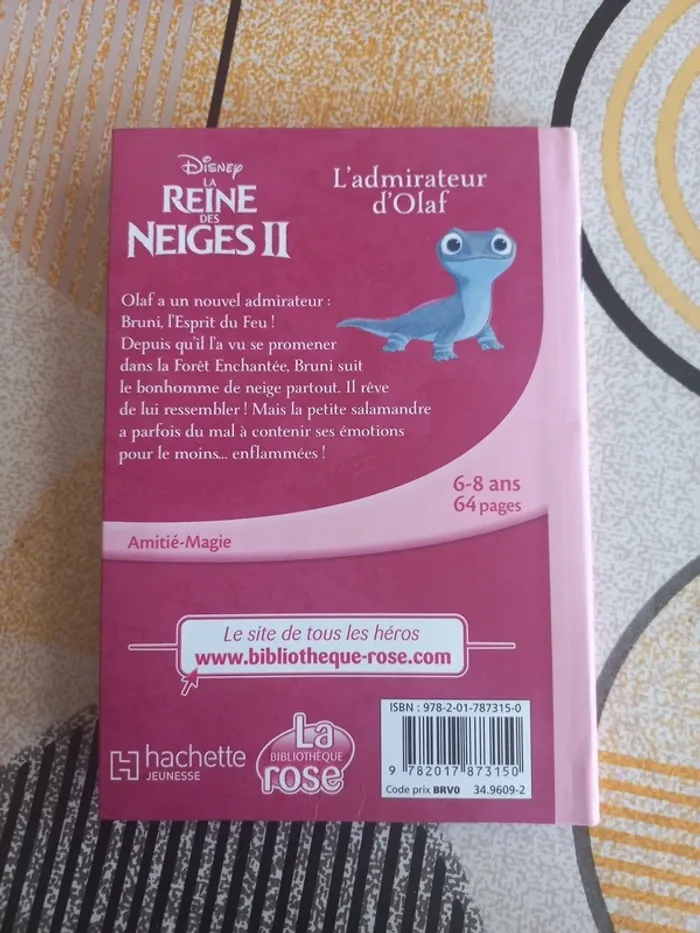 Disney
LA
REINE
DES
NEIGES II
L'admirateur
d'Olaf
Olaf a un nouvel admirateur :
Bruni, l'Esprit du Feu !
Depuis qu'il l'a vu se promener
dans la Forêt Enchantée, Bruni suit
le bonhomme de neige partout. Il rêve
de lui ressembler ! Mais la petite salamandre
a parfois du mal à contenir ses émotions
pour le moins... enflammées !
6-8 ans
64 pages
Amitié-Magie
Le site de tous les héros
www.bibliotheque-rose.com
hachette
JEUNESSE
La
BIBLIOTHÈQUE
rose
ISBN : 978-2-01-787315-0
9 782017 873150
Code prix BRV0 34.9609-2